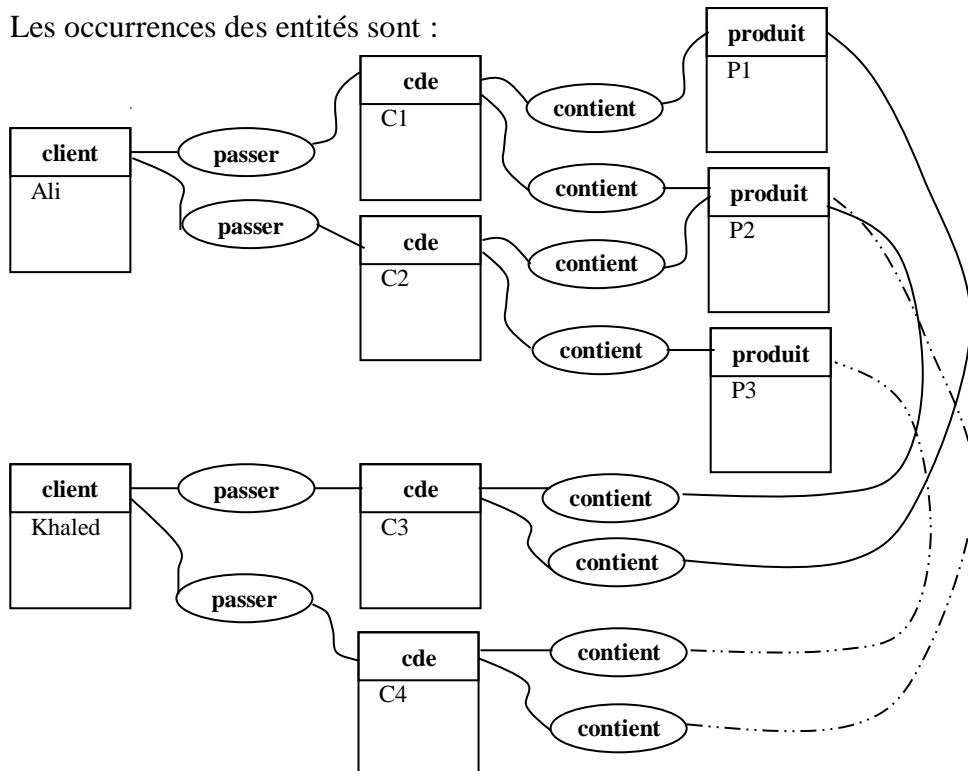 Les occurrences des entités sont :
produit
P1
cde
C1
contient
client
Ali
passer
contient
produit
P2
passer
cde
C2
contient
contient
produit
P3
client
Khaled
passer
cde
C3
contient
contient
passer
cde
C4
contient
contient